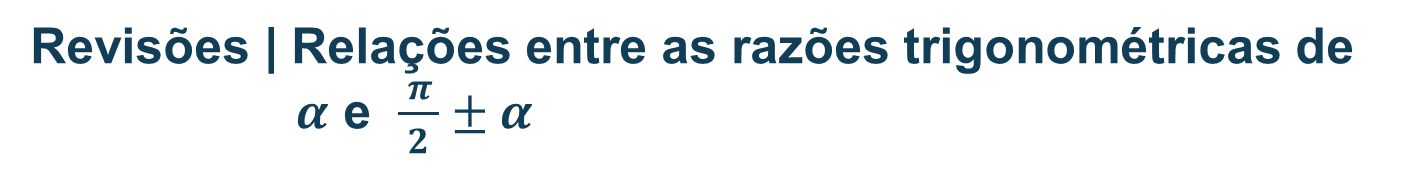 Revisões | Relações entre as razões trigonométricas de
α e π/2 ± α